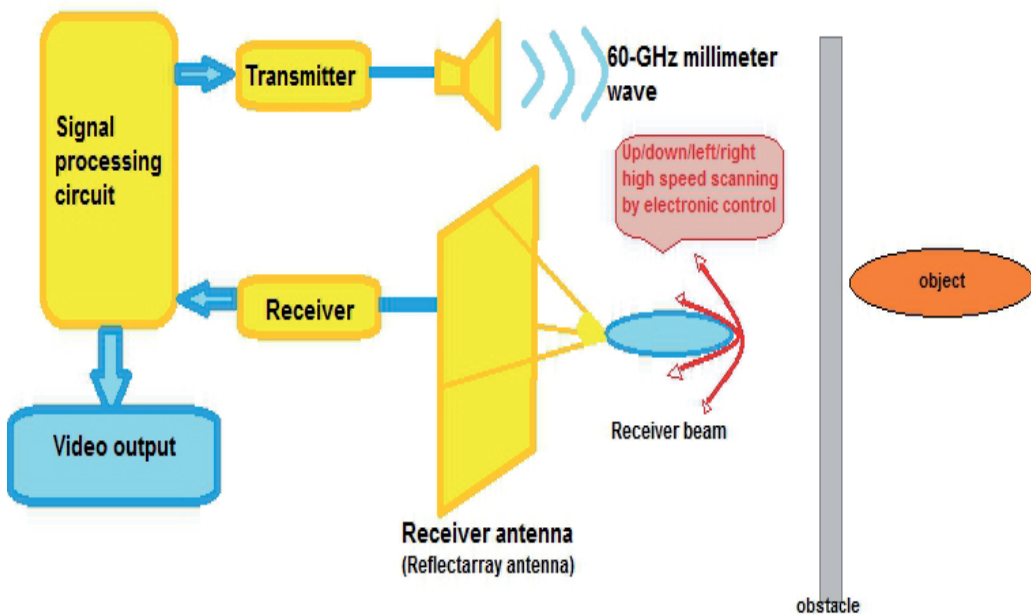 Signal
processing
circuit
Transmitter
60-GHz millimeter
wave
Up/down/left/right
high speed scanning
by electronic control
Receiver
object
Video output
Receiver beam
Receiver antenna
(Reflectarray antenna)
obstacle